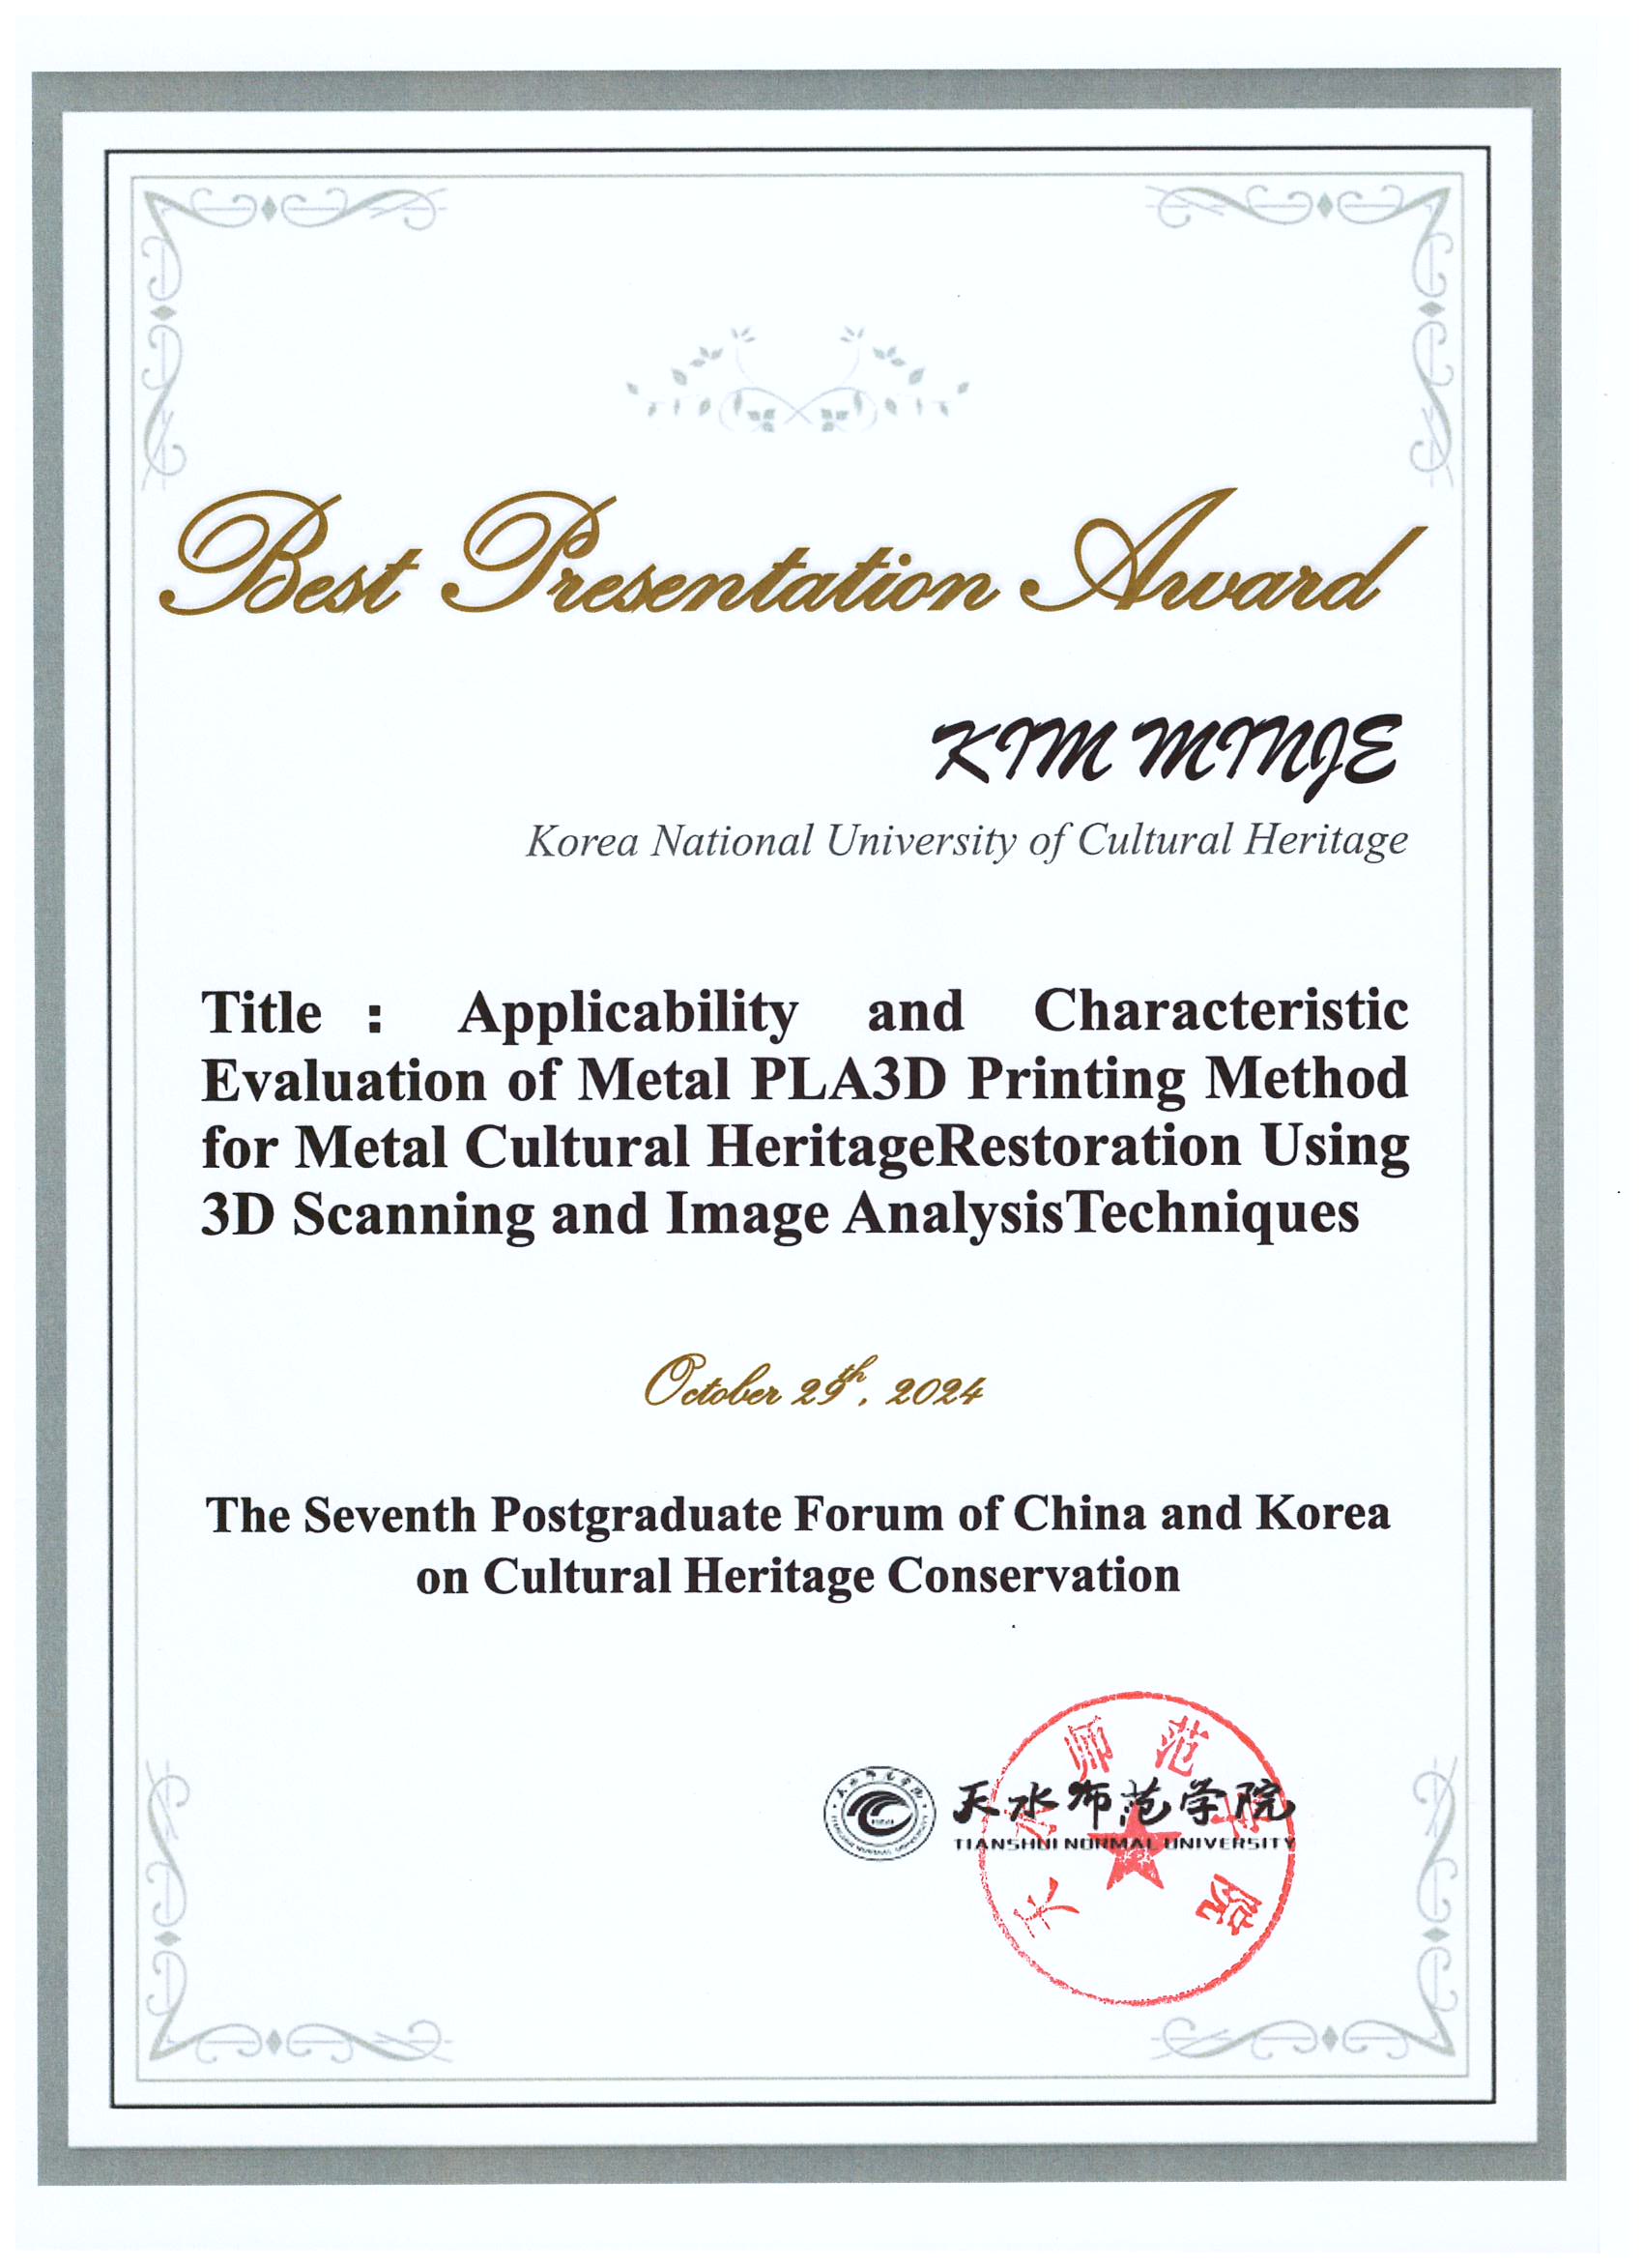 Best Presentation Award
KIM MINJE
Korea National University of Cultural Heritage
Title : Applicability and Characteristic
Evaluation of Metal PLA3D Printing Method
for Metal Cultural HeritageRestoration Using
3D Scanning and Image AnalysisTechniques
October 29th, 2024
The Seventh Postgraduate Forum of China and Korea
on Cultural Heritage Conservation
天水师范学院
天水师范学院
TIANSHUI NORMAL UNIVERSITY